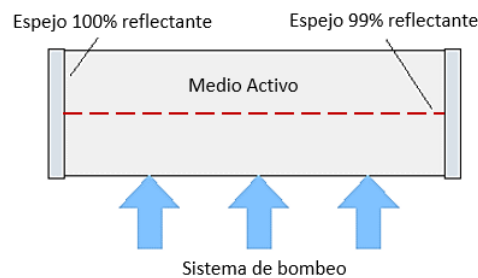 Espejo 100% reflectante
Espejo 99% reflectante
Medio Activo
Sistema de bombeo